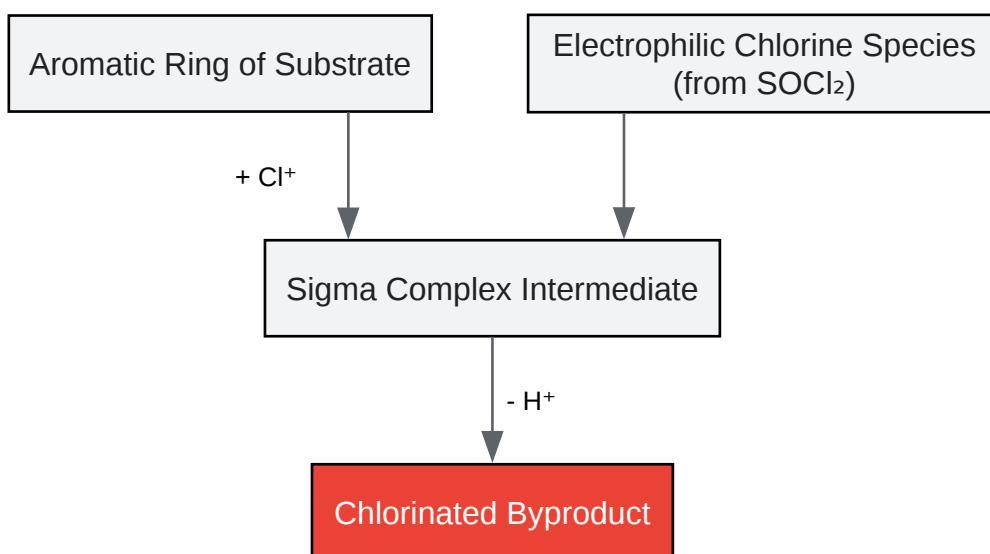 Aromatic Ring of Substrate
Electrophilic Chlorine Species
(from SOCl₂)
+ Cl⁺
Sigma Complex Intermediate
- H⁺
Chlorinated Byproduct